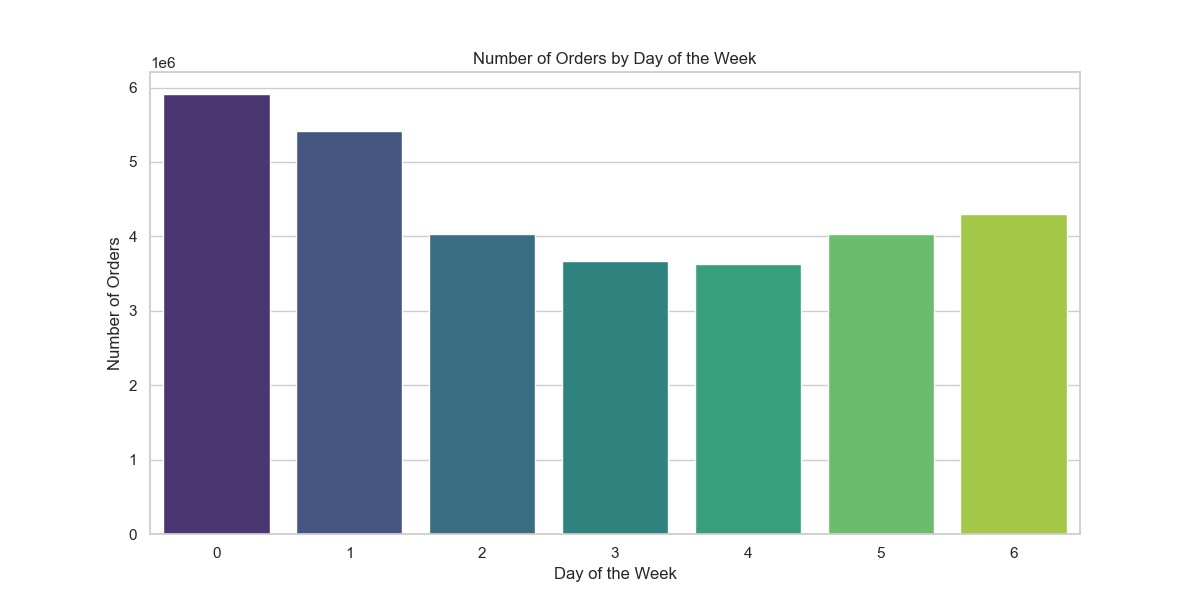 Number of Orders by Day of the Week
1e6
6
5
4
3
2
1
0
Number of Orders
0 1 2 3 4 5 6
Day of the Week